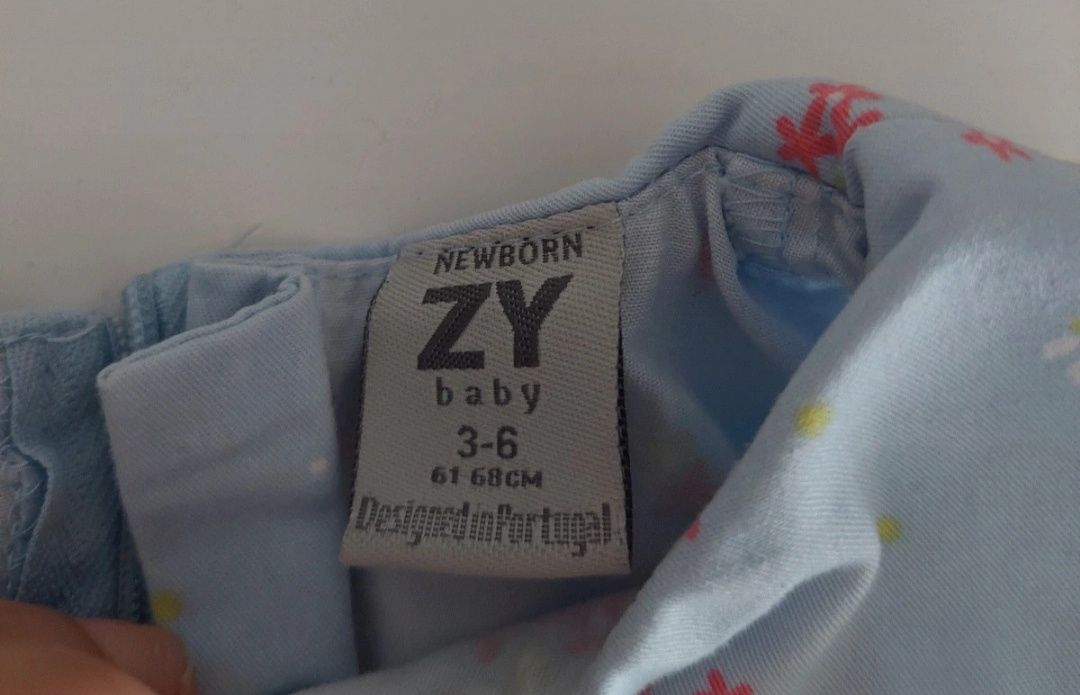 NEWBORN
ZY
baby
3-6
61-68CM
Designed in Portugal